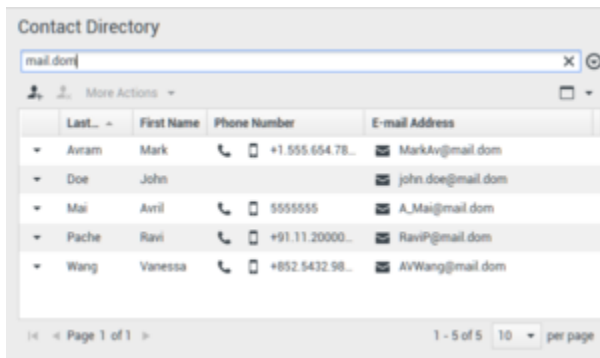 Contact Directory
mail.dom
More Actions
Last... First Name Phone Number E-mail Address
Avram Mark +1.555.654.78... MarkAv@mail.dom
Doe John john.doe@mail.dom
Mai Avril 5555555 A_Mai@mail.dom
Pache Ravi +91.11.20000... RaviP@mail.dom
Wang Vanessa +852.5432.98... AVWang@mail.dom
Page 1 of 1 1 - 5 of 5 10 per page